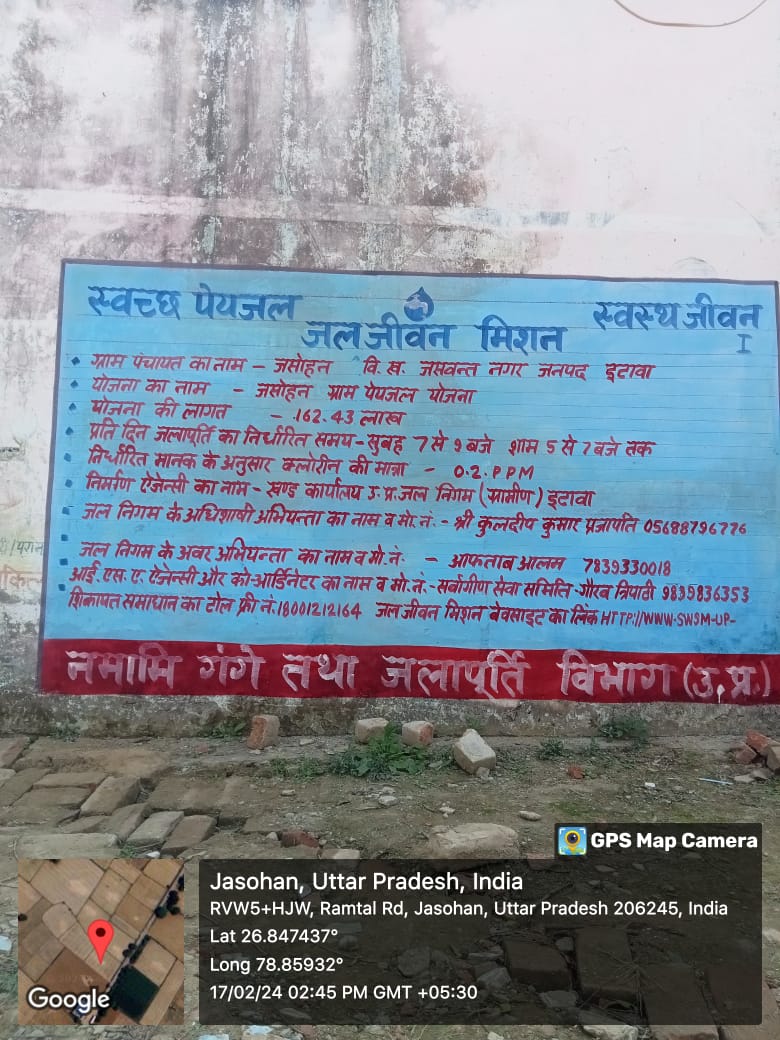 स्वच्छ पेयजल
स्वस्थ जीवन
जल जीवन मिशन
I
ग्राम पंचायत का नाम – जसोहन वि.ख. जसवन्त नगर जनपद इटावा
योजना का नाम – जसोहन ग्राम पेयजल योजना
योजना की लागत – 162.43 लाख
प्रति दिन जलापूर्ति का निर्धारित समय – सुबह 7 से 9 बजे शाम 5 से 7 बजे तक
निर्धारित मानक के अनुसार क्लोरीन की मात्रा – 0.2.PPM
निर्माण ऐजेन्सी का नाम – खण्ड कार्यालय उ.प्र.जल निगम (ग्रामीण) इटावा
जल निगम के अधिशाषी अभियन्ता का नाम व मो.नं. – श्री कुलदीप कुमार प्रजापति 05688796776
जल निगम के अवर अभियन्ता का नाम व मो.नं. – आफताब आलम 7839330018
आई.एस.ए. ऐजेन्सी और को-आर्डिनेटर का नाम व मो.नं.- सर्वागीण सेवा समिति - गौरव त्रिपाठी 9839836353
शिकायत समाधान का टोल फ्री नं.18001212164 जल जीवन मिशन बेवसाइट का लिंक HTTP://WWW-SWSM-UP-
नमामि गंगे तथा जलापूर्ति विभाग (उ.प्र.)
GPS Map Camera
Jasohan, Uttar Pradesh, India
RVW5+HJW, Ramtal Rd, Jasohan, Uttar Pradesh 206245, India
Lat 26.847437°
Long 78.85932°
17/02/24 02:45 PM GMT +05:30
Google